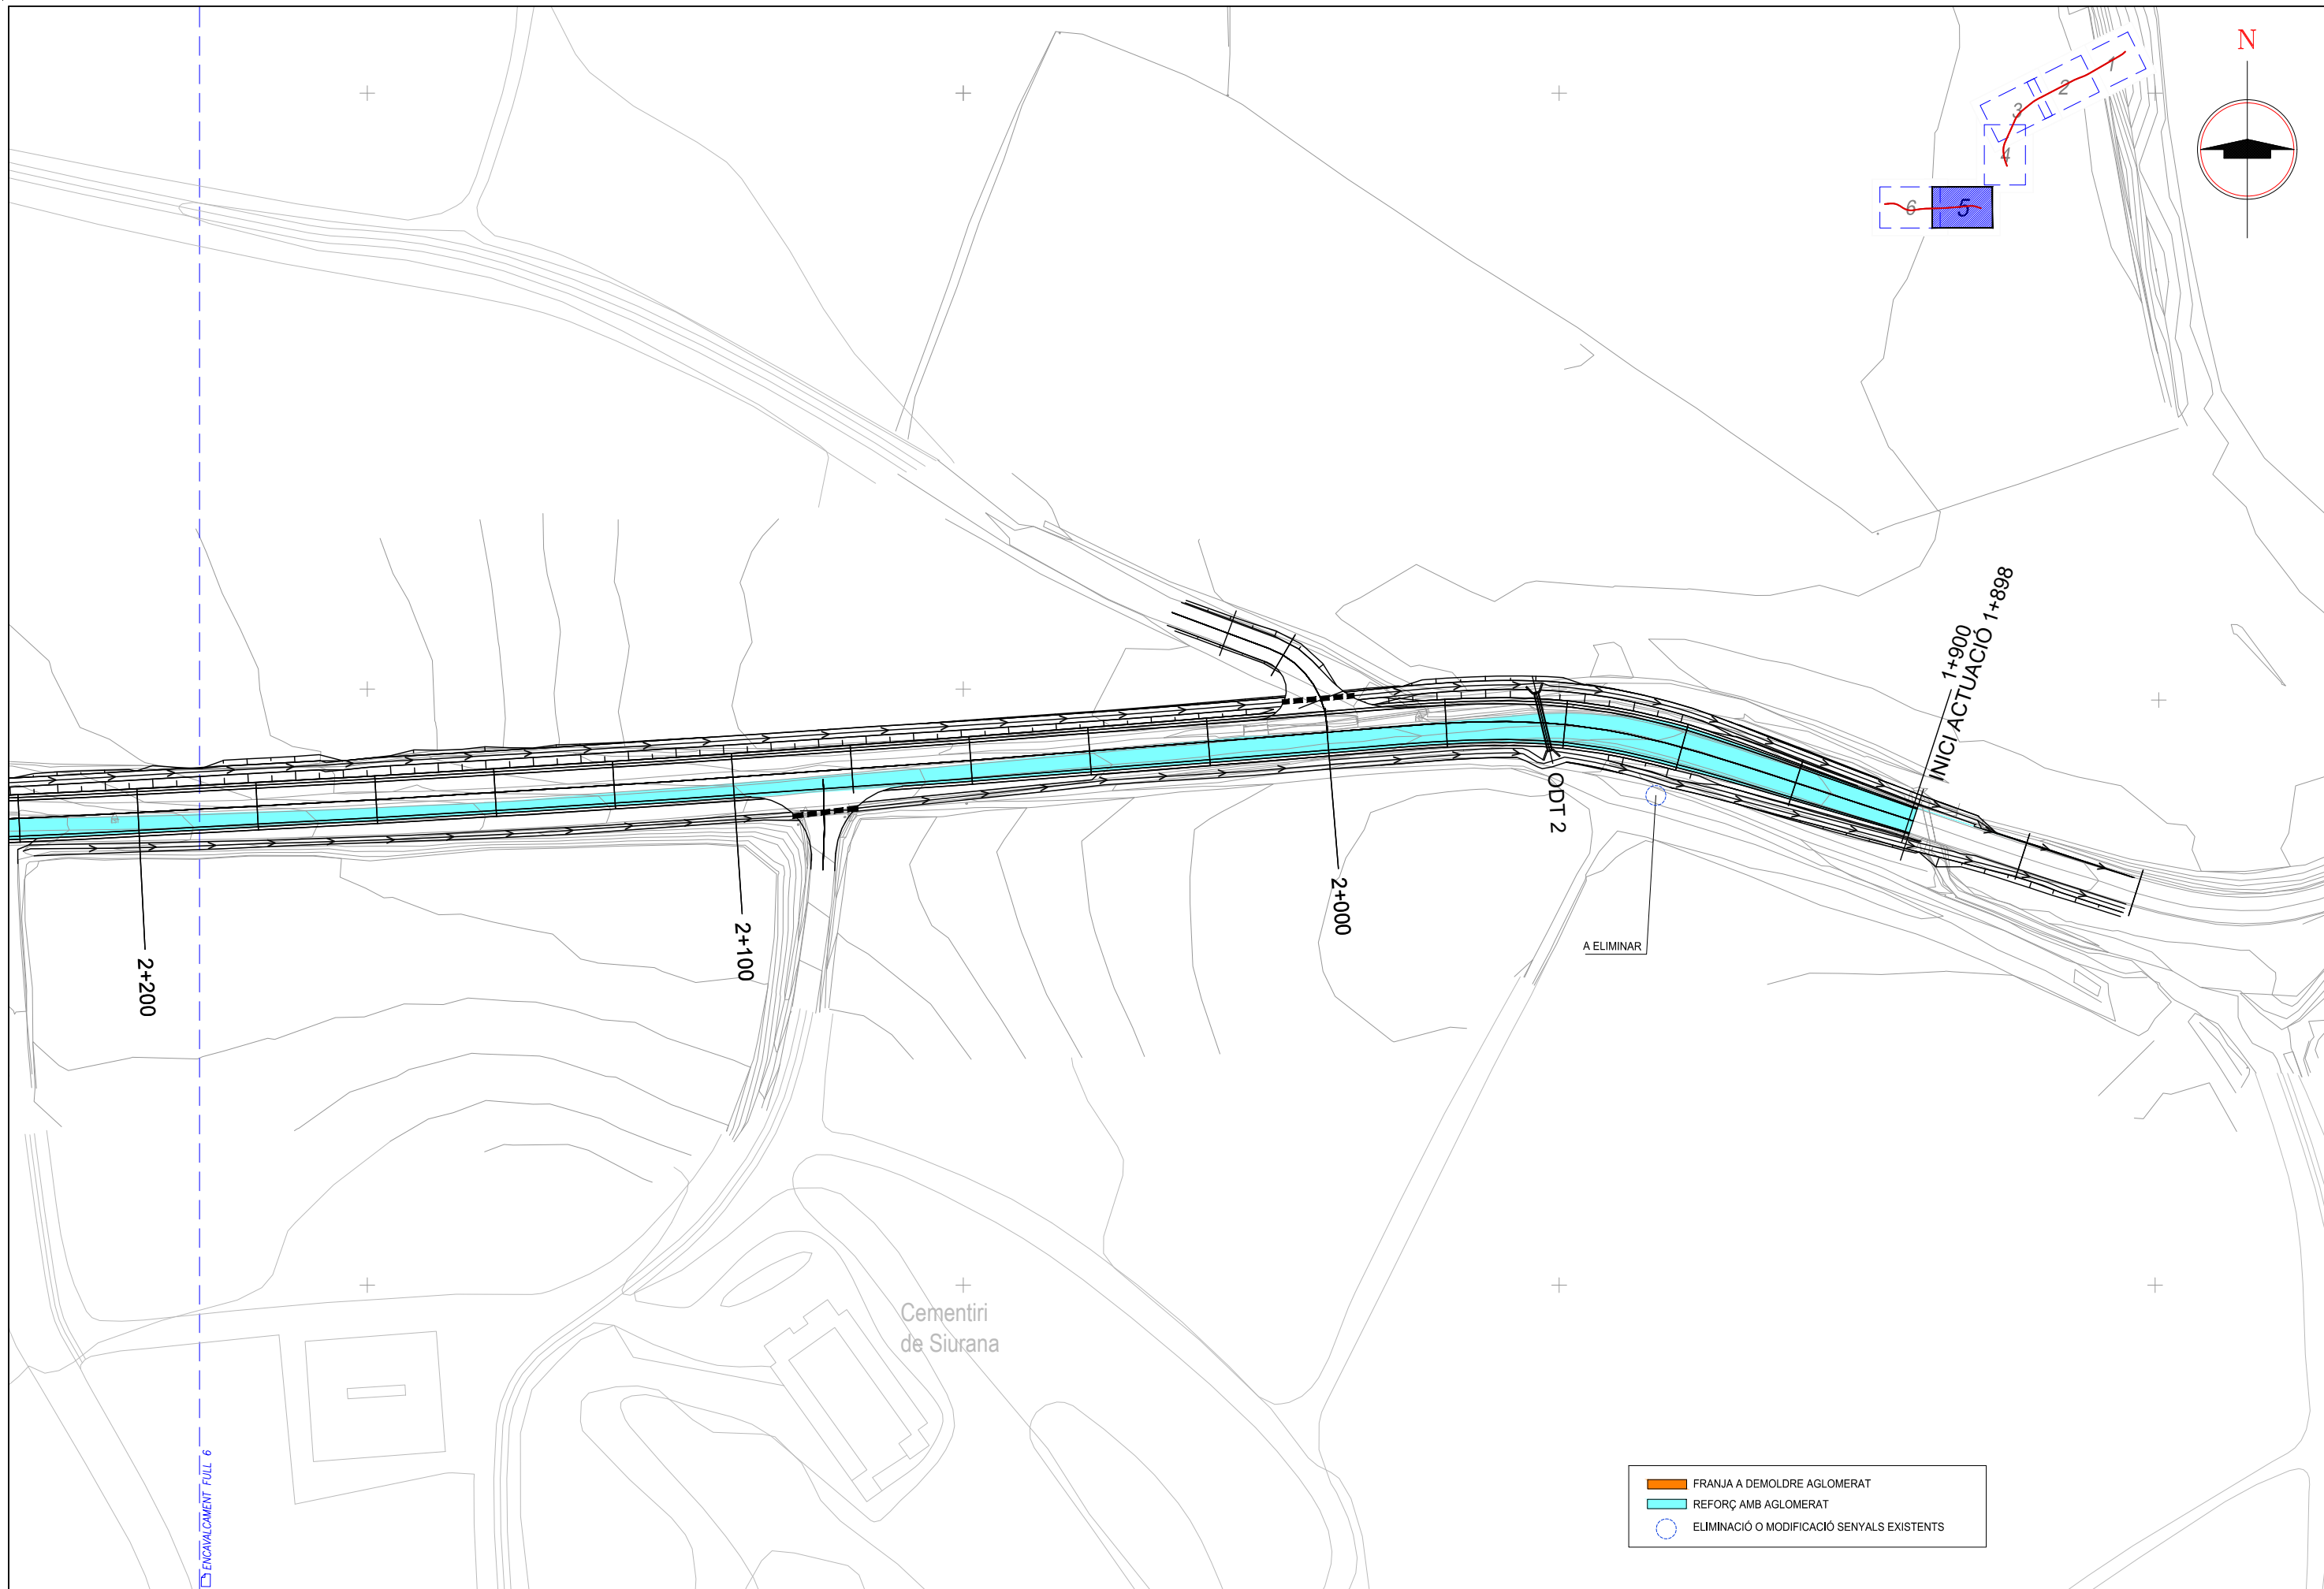 N
1
2
3
4
5
6
1+900
INICI ACTUACIÓ 1+898
ODT 2
2+000
2+100
2+200
A ELIMINAR
Cementiri
de Siurana
ENCAVALCAMENT FULL 6
FRANJA A DEMOLDRE AGLOMERAT
REFORÇ AMB AGLOMERAT
ELIMINACIÓ O MODIFICACIÓ SENYALS EXISTENTS